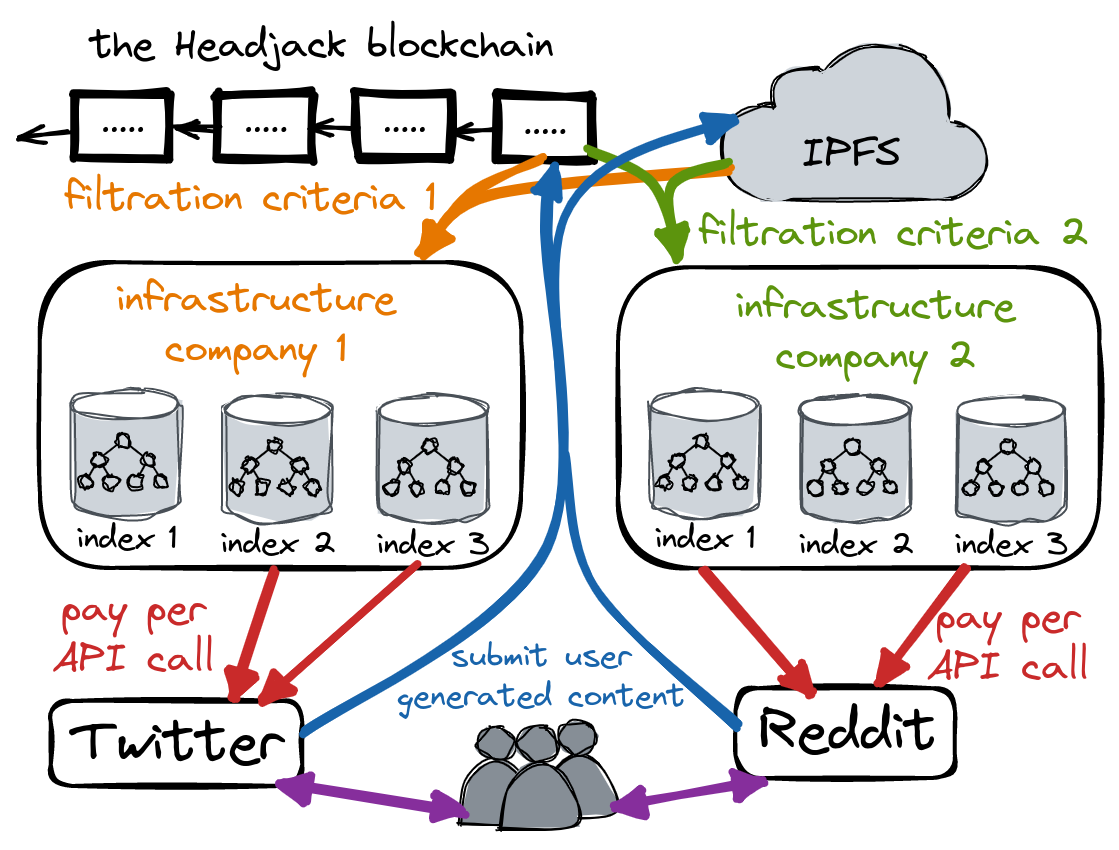 the Headjack blockchain
.....
.....
.....
.....
IPFS
filtration criteria 1
filtration criteria 2
infrastructure
company 1
index 1
index 2
index 3
infrastructure
company 2
index 1
index 2
index 3
pay per
API call
submit user
generated content
pay per
API call
Twitter
Reddit